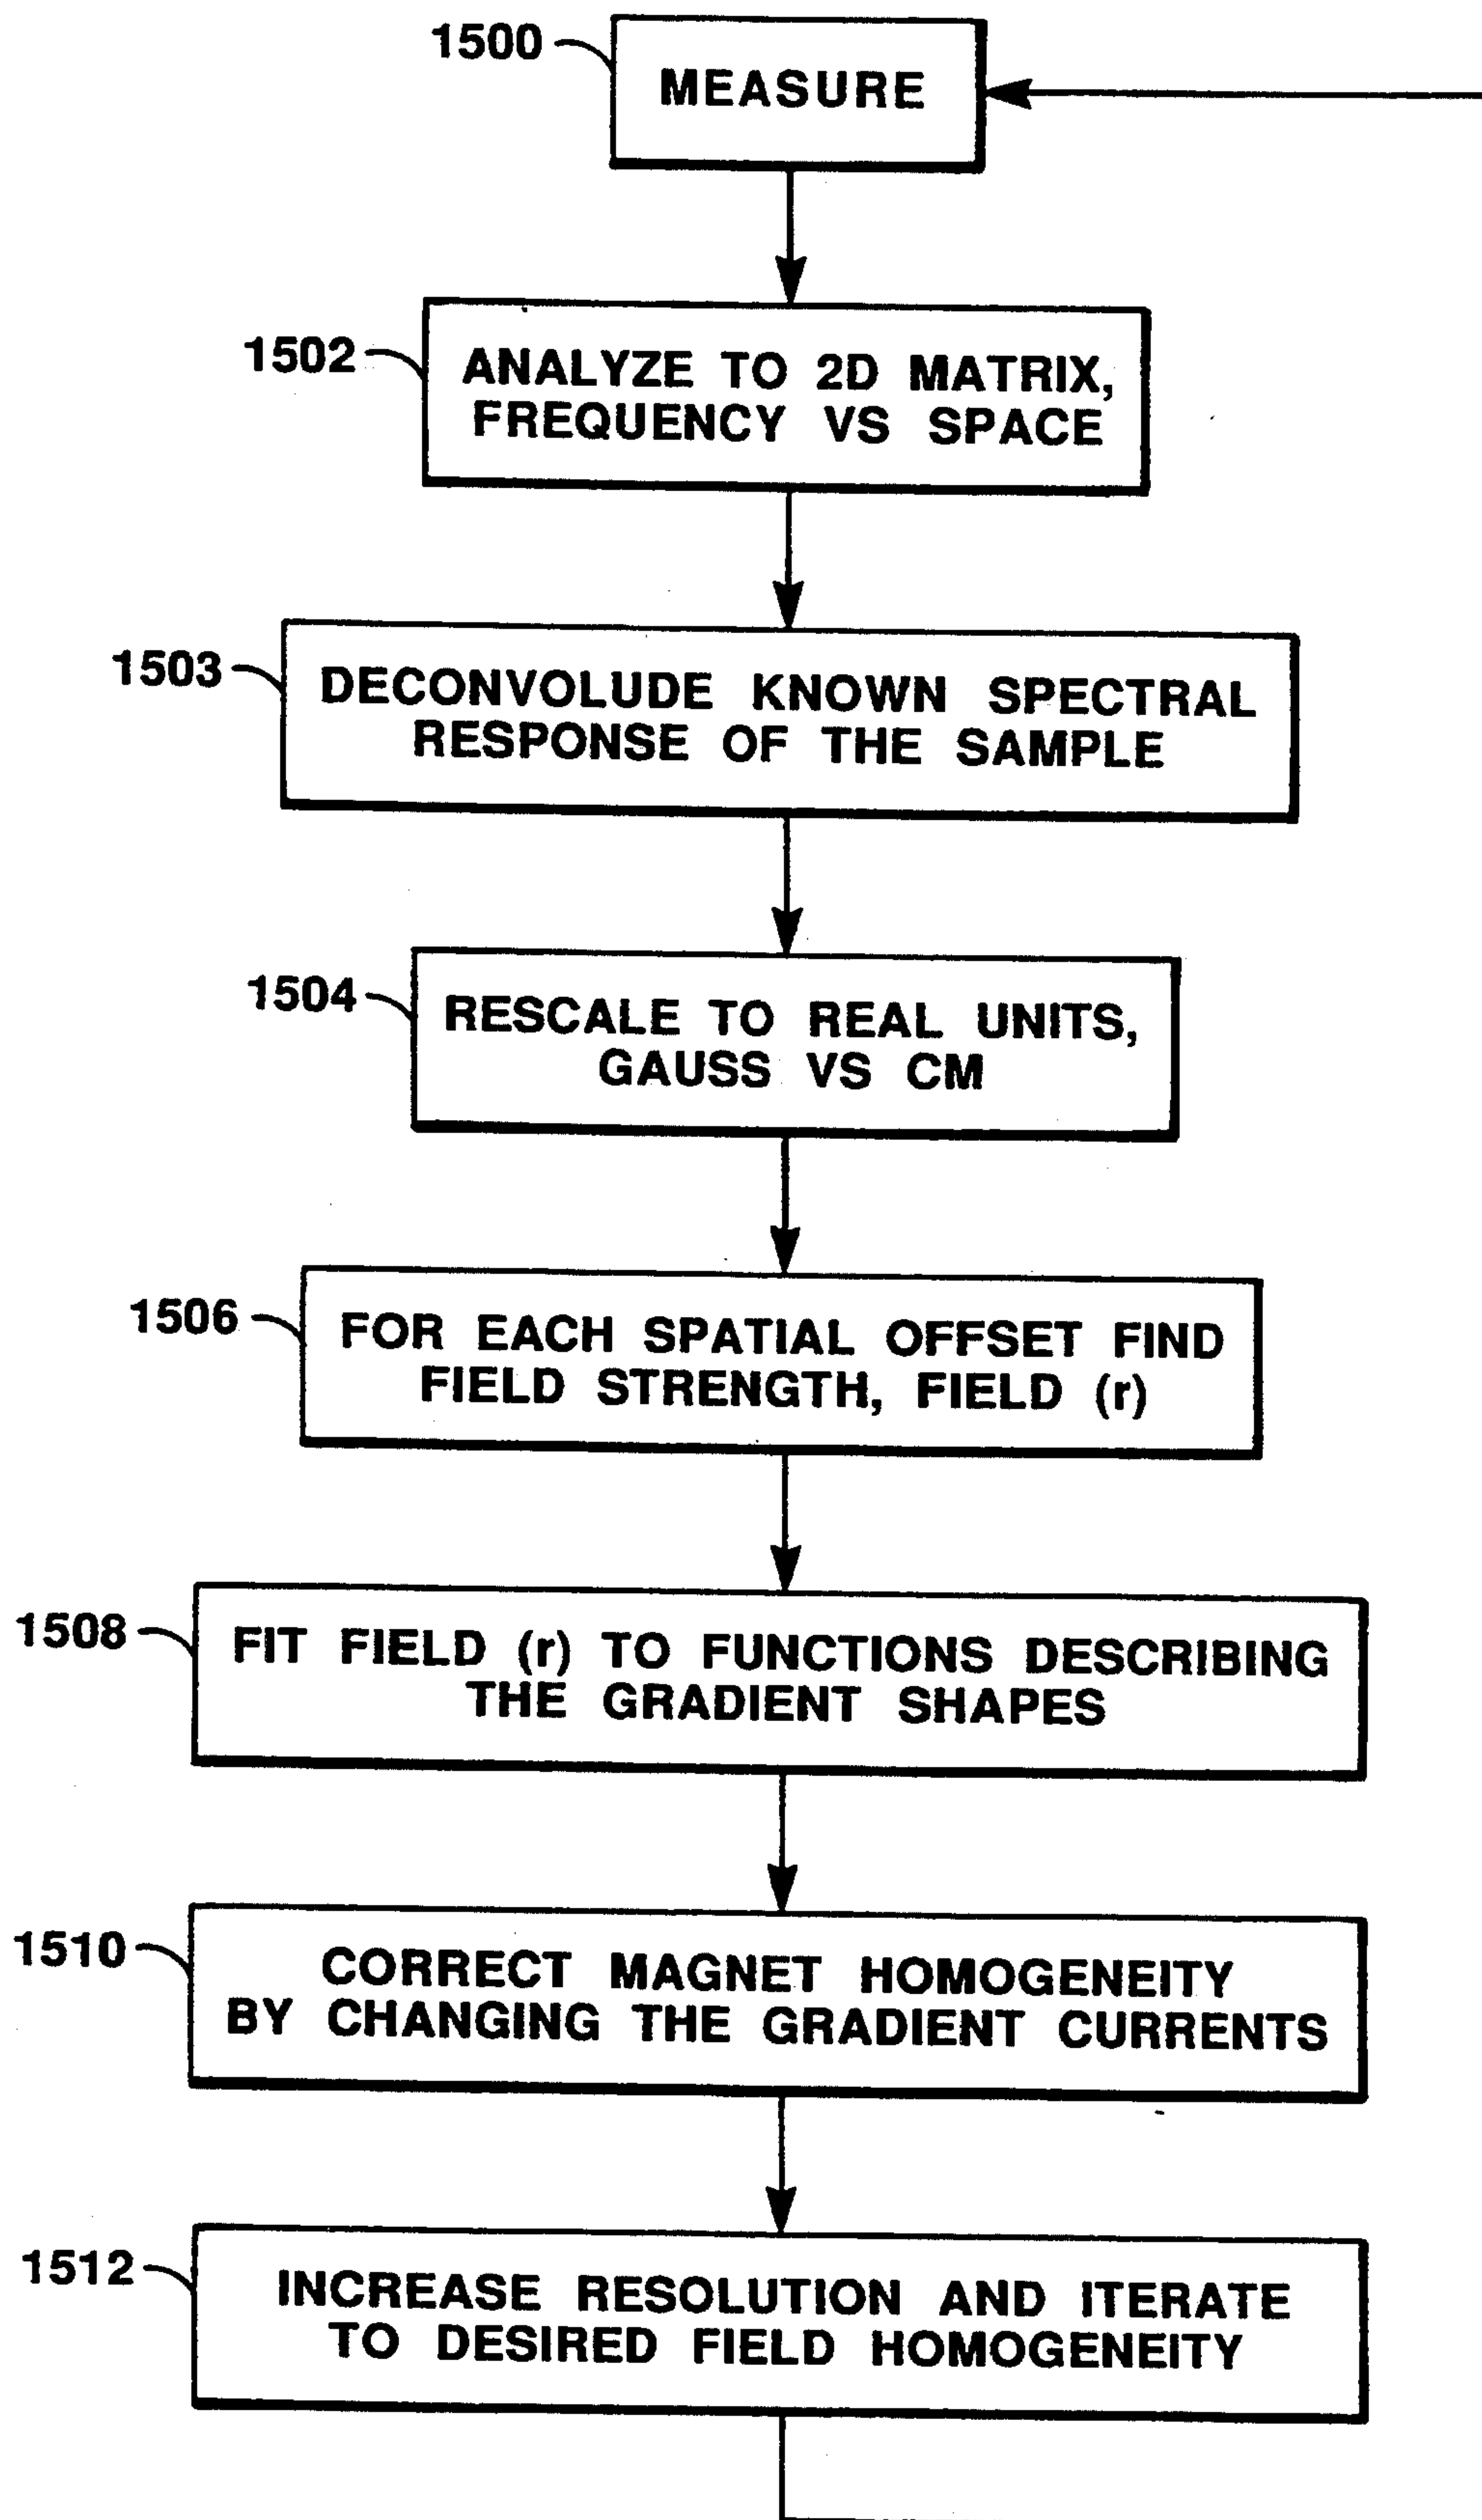 1500
MEASURE
1502
ANALYZE TO 2D MATRIX,
FREQUENCY VS SPACE
1503
DECONVOLUDE KNOWN SPECTRAL
RESPONSE OF THE SAMPLE
1504
RESCALE TO REAL UNITS,
GAUSS VS CM
1506
FOR EACH SPATIAL OFFSET FIND
FIELD STRENGTH, FIELD (r)
1508
FIT FIELD (r) TO FUNCTIONS DESCRIBING
THE GRADIENT SHAPES
1510
CORRECT MAGNET HOMOGENEITY
BY CHANGING THE GRADIENT CURRENTS
1512
INCREASE RESOLUTION AND ITERATE
TO DESIRED FIELD HOMOGENEITY